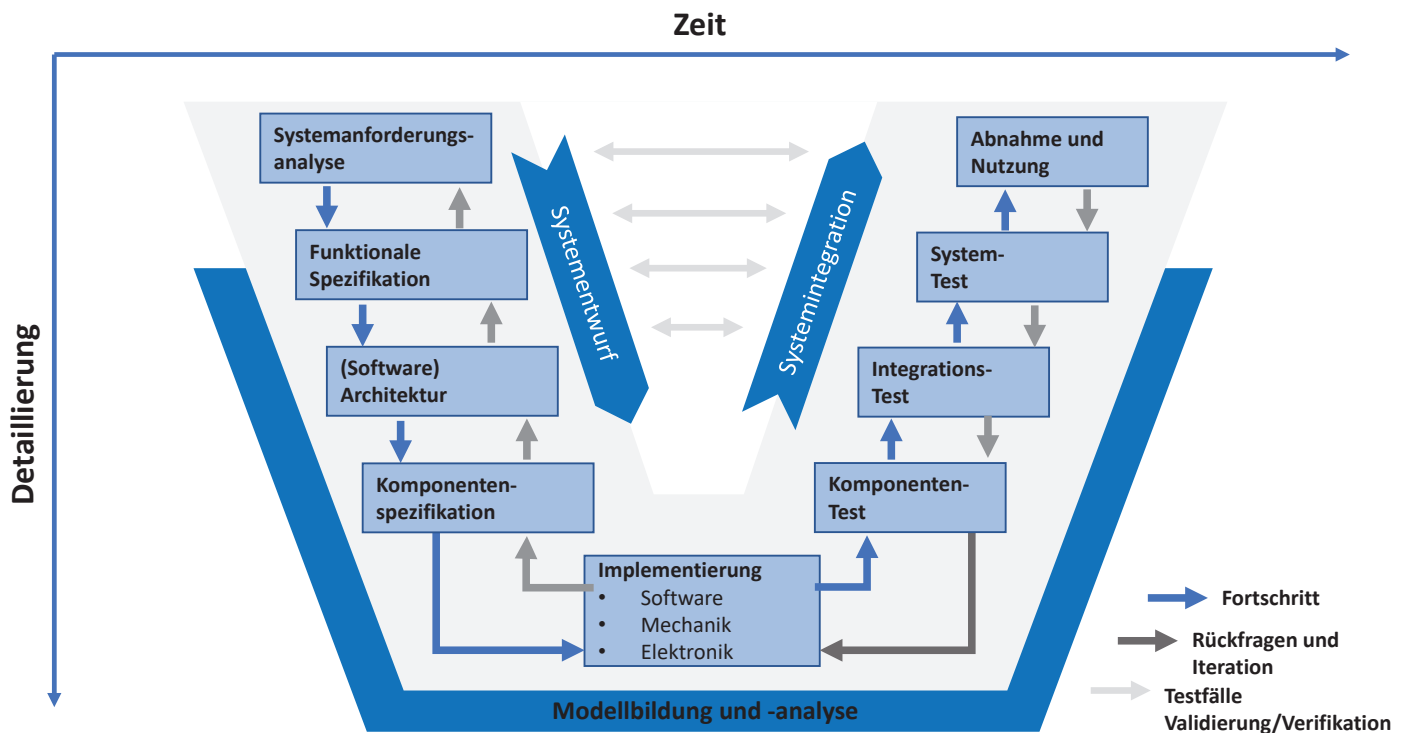 Zeit
Detaillierung
Systemanforderungs-
analyse
Funktionale
Spezifikation
(Software)
Architektur
Komponenten-
spezifikation
Systementwurf
Systemintegration
Abnahme und
Nutzung
System-
Test
Integrations-
Test
Komponenten-
Test
Implementierung
• Software
• Mechanik
• Elektronik
Modellbildung und -analyse
Fortschritt
Rückfragen und
Iteration
Testfälle
Validierung/Verifikation